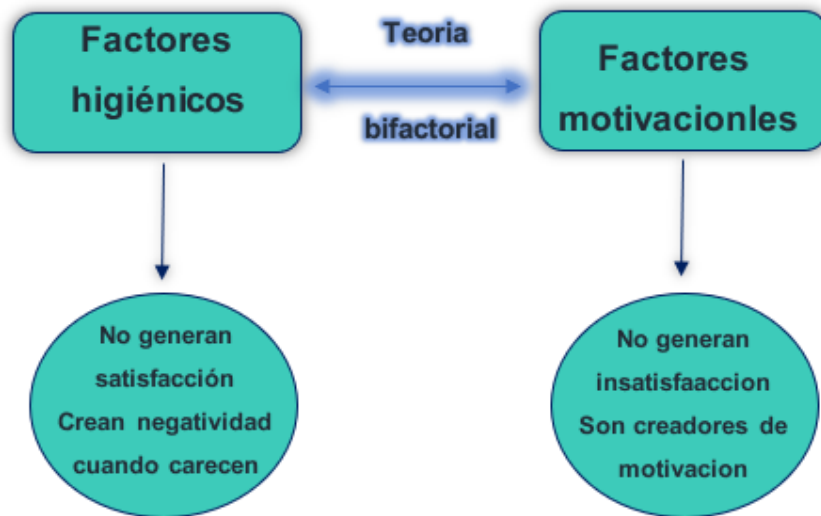 Factores
higiénicos
Teoria
bifactorial
Factores
motivacionles
No generan
satisfacción
Crean negatividad
cuando carecen
No generan
insatisfaaccion
Son creadores de
motivacion